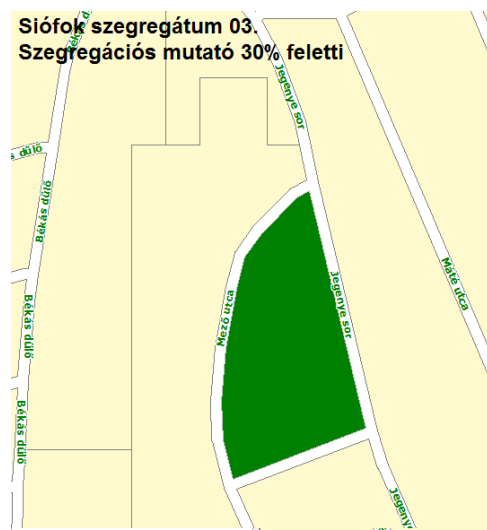 Siófok szegregátum 03.
Szegregációs mutató 30% feletti
Békás dűlő
Jegenye sor
dűlő
Békás dűlő
Máté utca
Jegenye sor
Mező utca
Békás dűlő
Békás dűlő
Jegenye